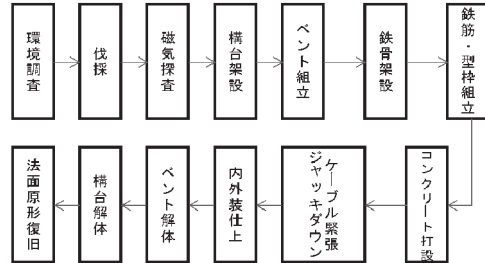 環境調査
伐採
磁気探査
構台架設
ベント組立
鉄骨架設
鉄筋・型枠組立
コンクリート打設
ケーブル緊張
ジャッキダウン
内外装仕上
ベント解体
構台解体
法面原形復旧